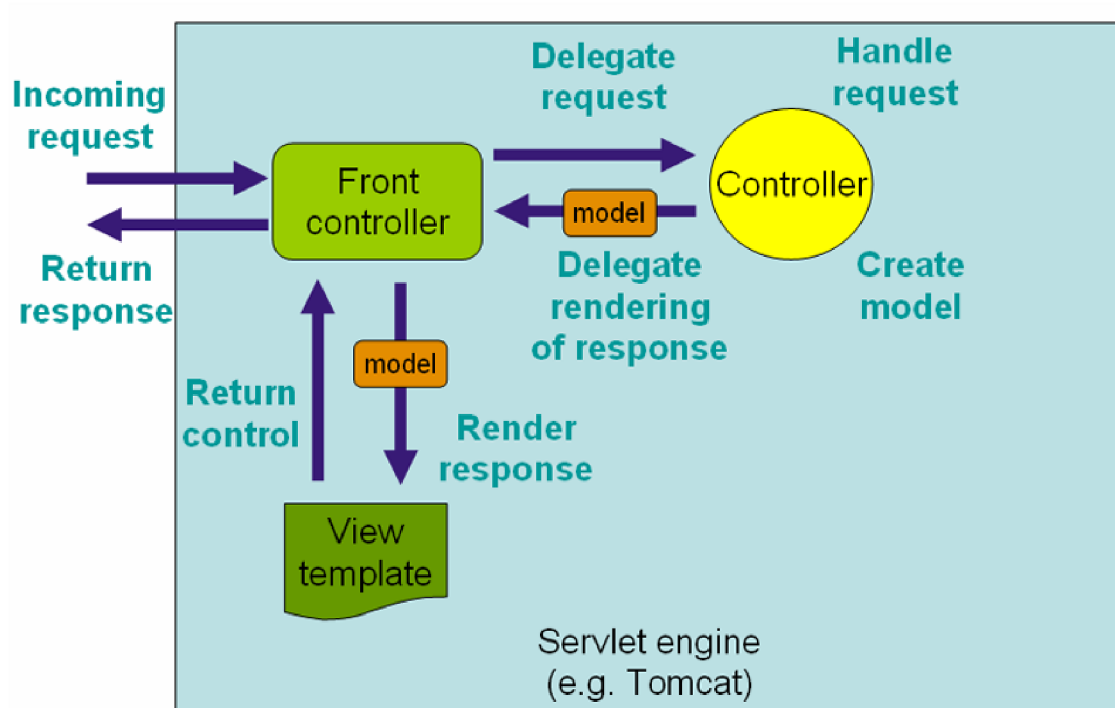 Incoming
request
Return
response
Front
controller
Delegate
request
Handle
request
Controller
model
Delegate
rendering
of response
Create
model
model
Return
control
Render
response
View
template
Servlet engine
(e.g. Tomcat)